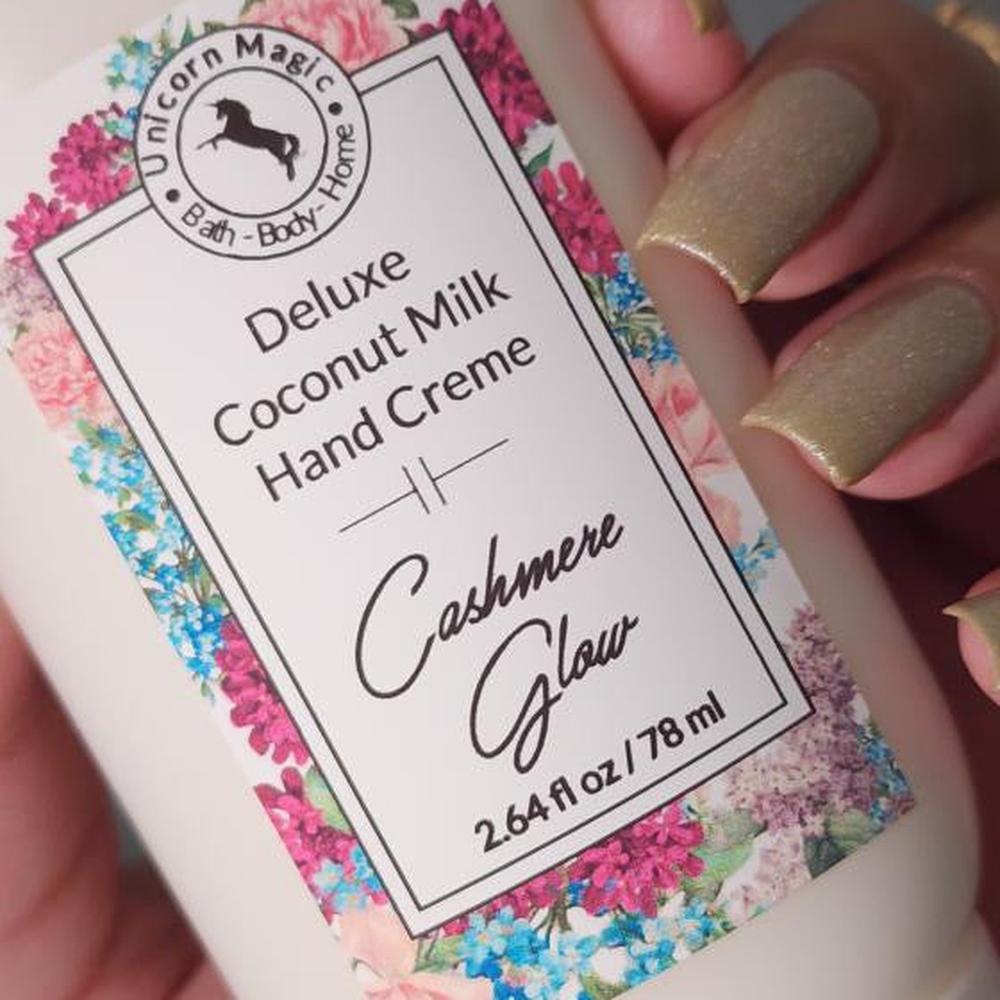 Unicorn Magic
Bath - Body - Home
Deluxe
Coconut Milk
Hand Creme
Cashmere
Glow
2.64 fl oz / 78 ml